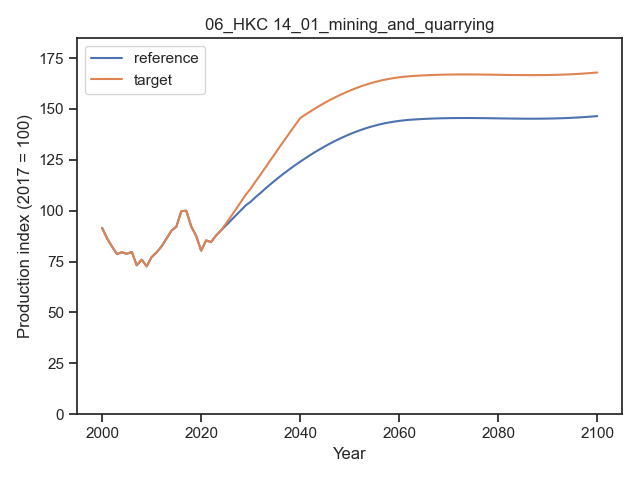 06_HKC 14_01_mining_and_quarrying
reference
target
Production index (2017 = 100)
175
150
125
100
75
50
25
0
2000 2020 2040 2060 2080 2100
Year